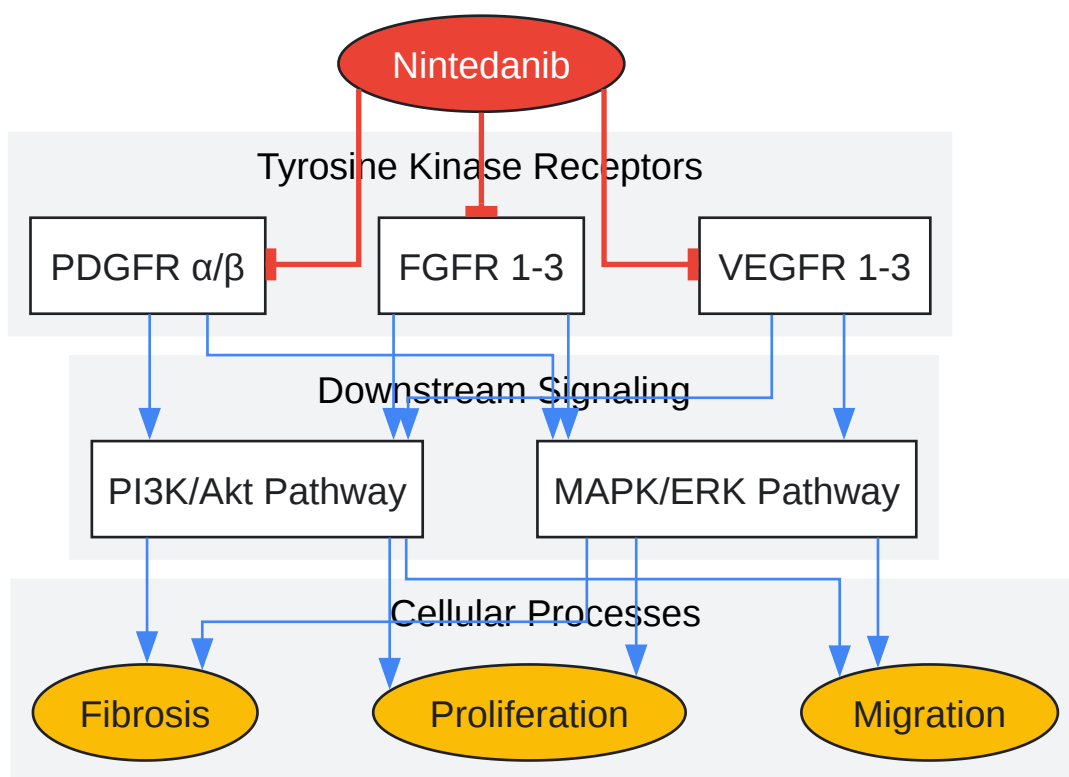 Nintedanib
Tyrosine Kinase Receptors
PDGFR α/β
FGFR 1-3
VEGFR 1-3
Downstream Signaling
PI3K/Akt Pathway
MAPK/ERK Pathway
Cellular Processes
Fibrosis
Proliferation
Migration